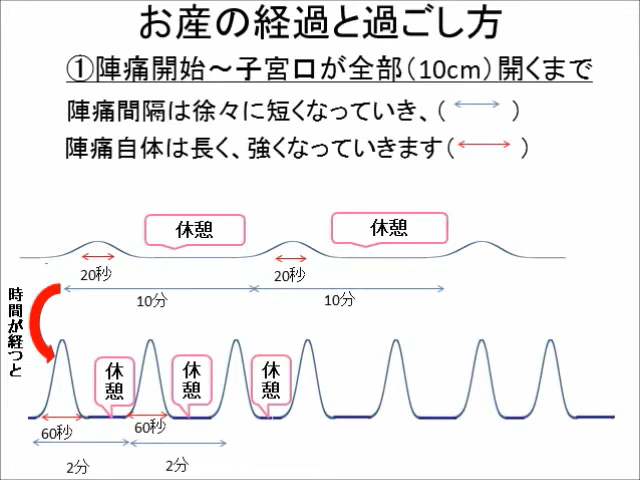 お産の経過と過ごし方
①陣痛開始～子宮口が全部（10cm）開くまで
陣痛間隔は徐々に短くなっていき、（ ）
陣痛自体は長く、強くなっていきます（ ）
休憩
休憩
20秒
20秒
10分
10分
時間が経つと
休憩
休憩
休憩
60秒
60秒
2分
2分